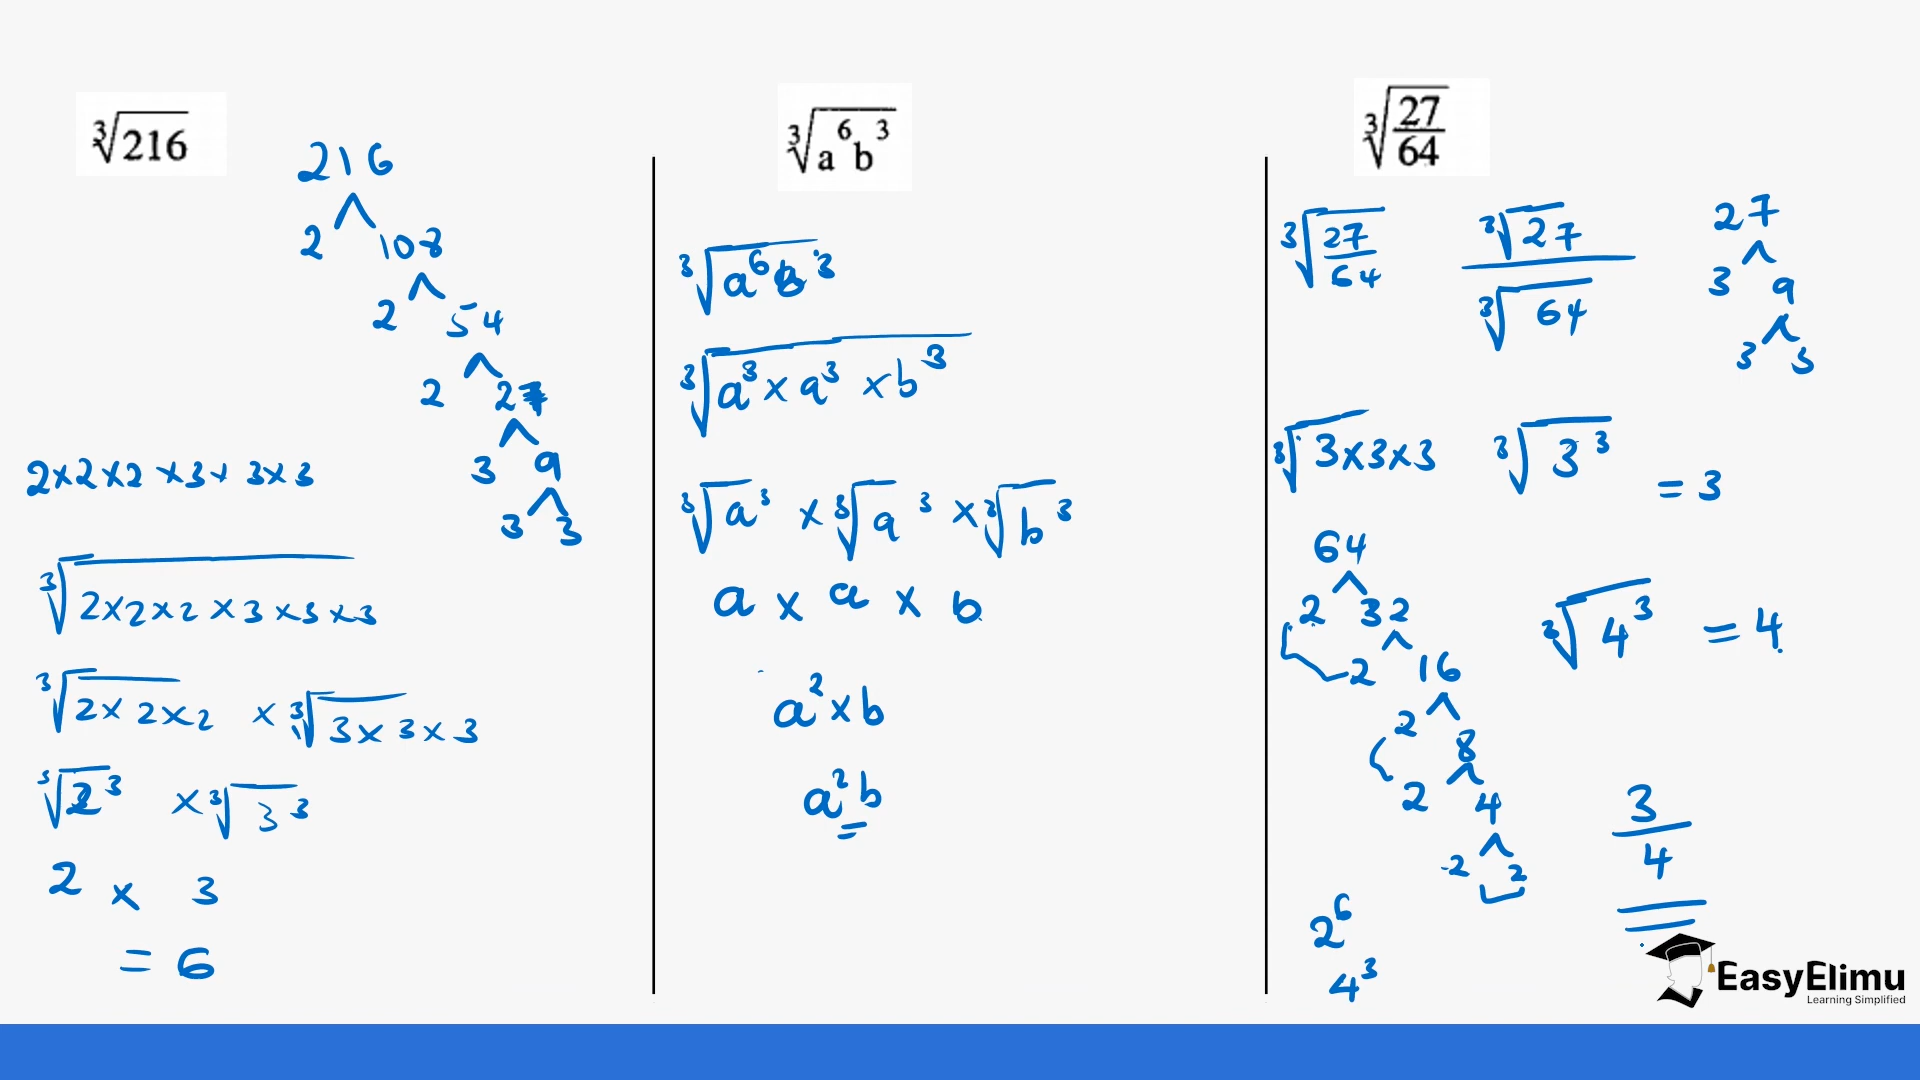 ∛216
216
2 108
2 54
2 27
3 9
3 3
2×2×2 ×3× 3×3
∛2×2×2×3×3×3
∛2×2×2 × ∛3×3×3
∛2³ × ∛3³
2 × 3
= 6
∛a⁶b³
∛a⁶b³
∛a³×a³×b³
∛a³ × ∛a³ × ∛b³
a × a × b
a²×b
a²b
∛27/64
∛27/64 ∛27/∛64
27
3 9
3 3
∛3×3×3 ∛3³ = 3
64
2 32
2 16
2 8
2 4
2 2
2⁶
4³
∛4³ = 4
3
4
EasyElimu
Learning Simplified